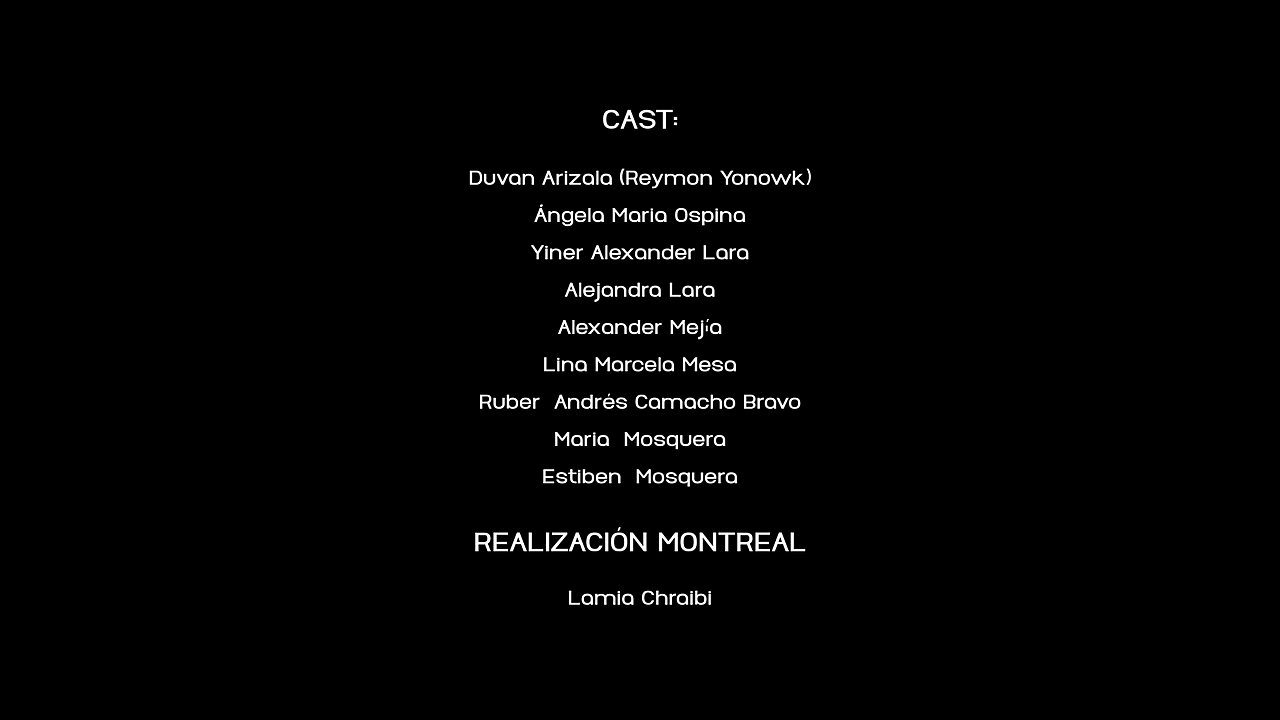 CAST:
Duvan Arizala (Reymon Yonowk)
Ángela Maria Ospina
Yiner Alexander Lara
Alejandra Lara
Alexander Mejía
Lina Marcela Mesa
Ruber  Andrés Camacho Bravo
Maria  Mosquera
Estiben  Mosquera
REALIZACIÓN MONTREAL
Lamia Chraibi